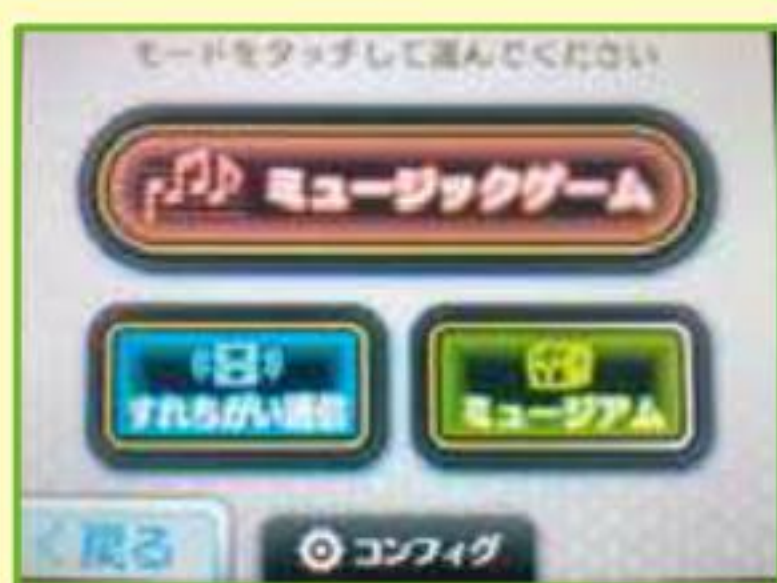 モードをタッチして選んでください
ミュージックゲーム
すれちがい通信
ミュージアム
戻る
コンフィグ